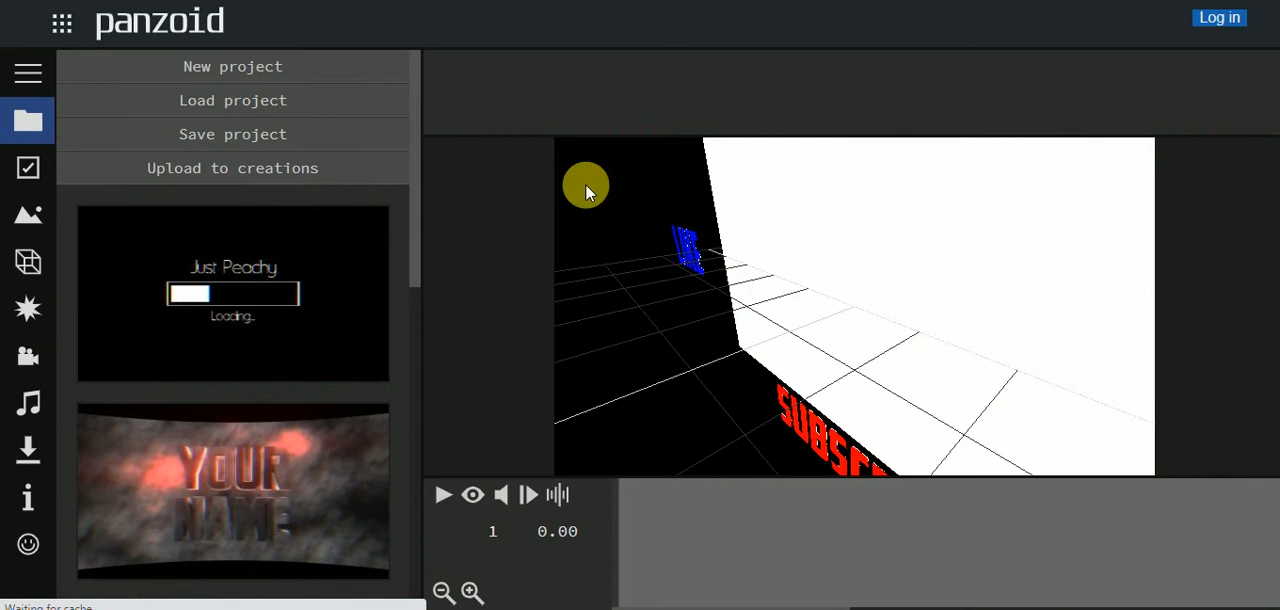 panzoid
Log in
New project
Load project
Save project
Upload to creations
Just Peachy
Loading...
YOUR
NAME
1 0.00
Waiting for cache...